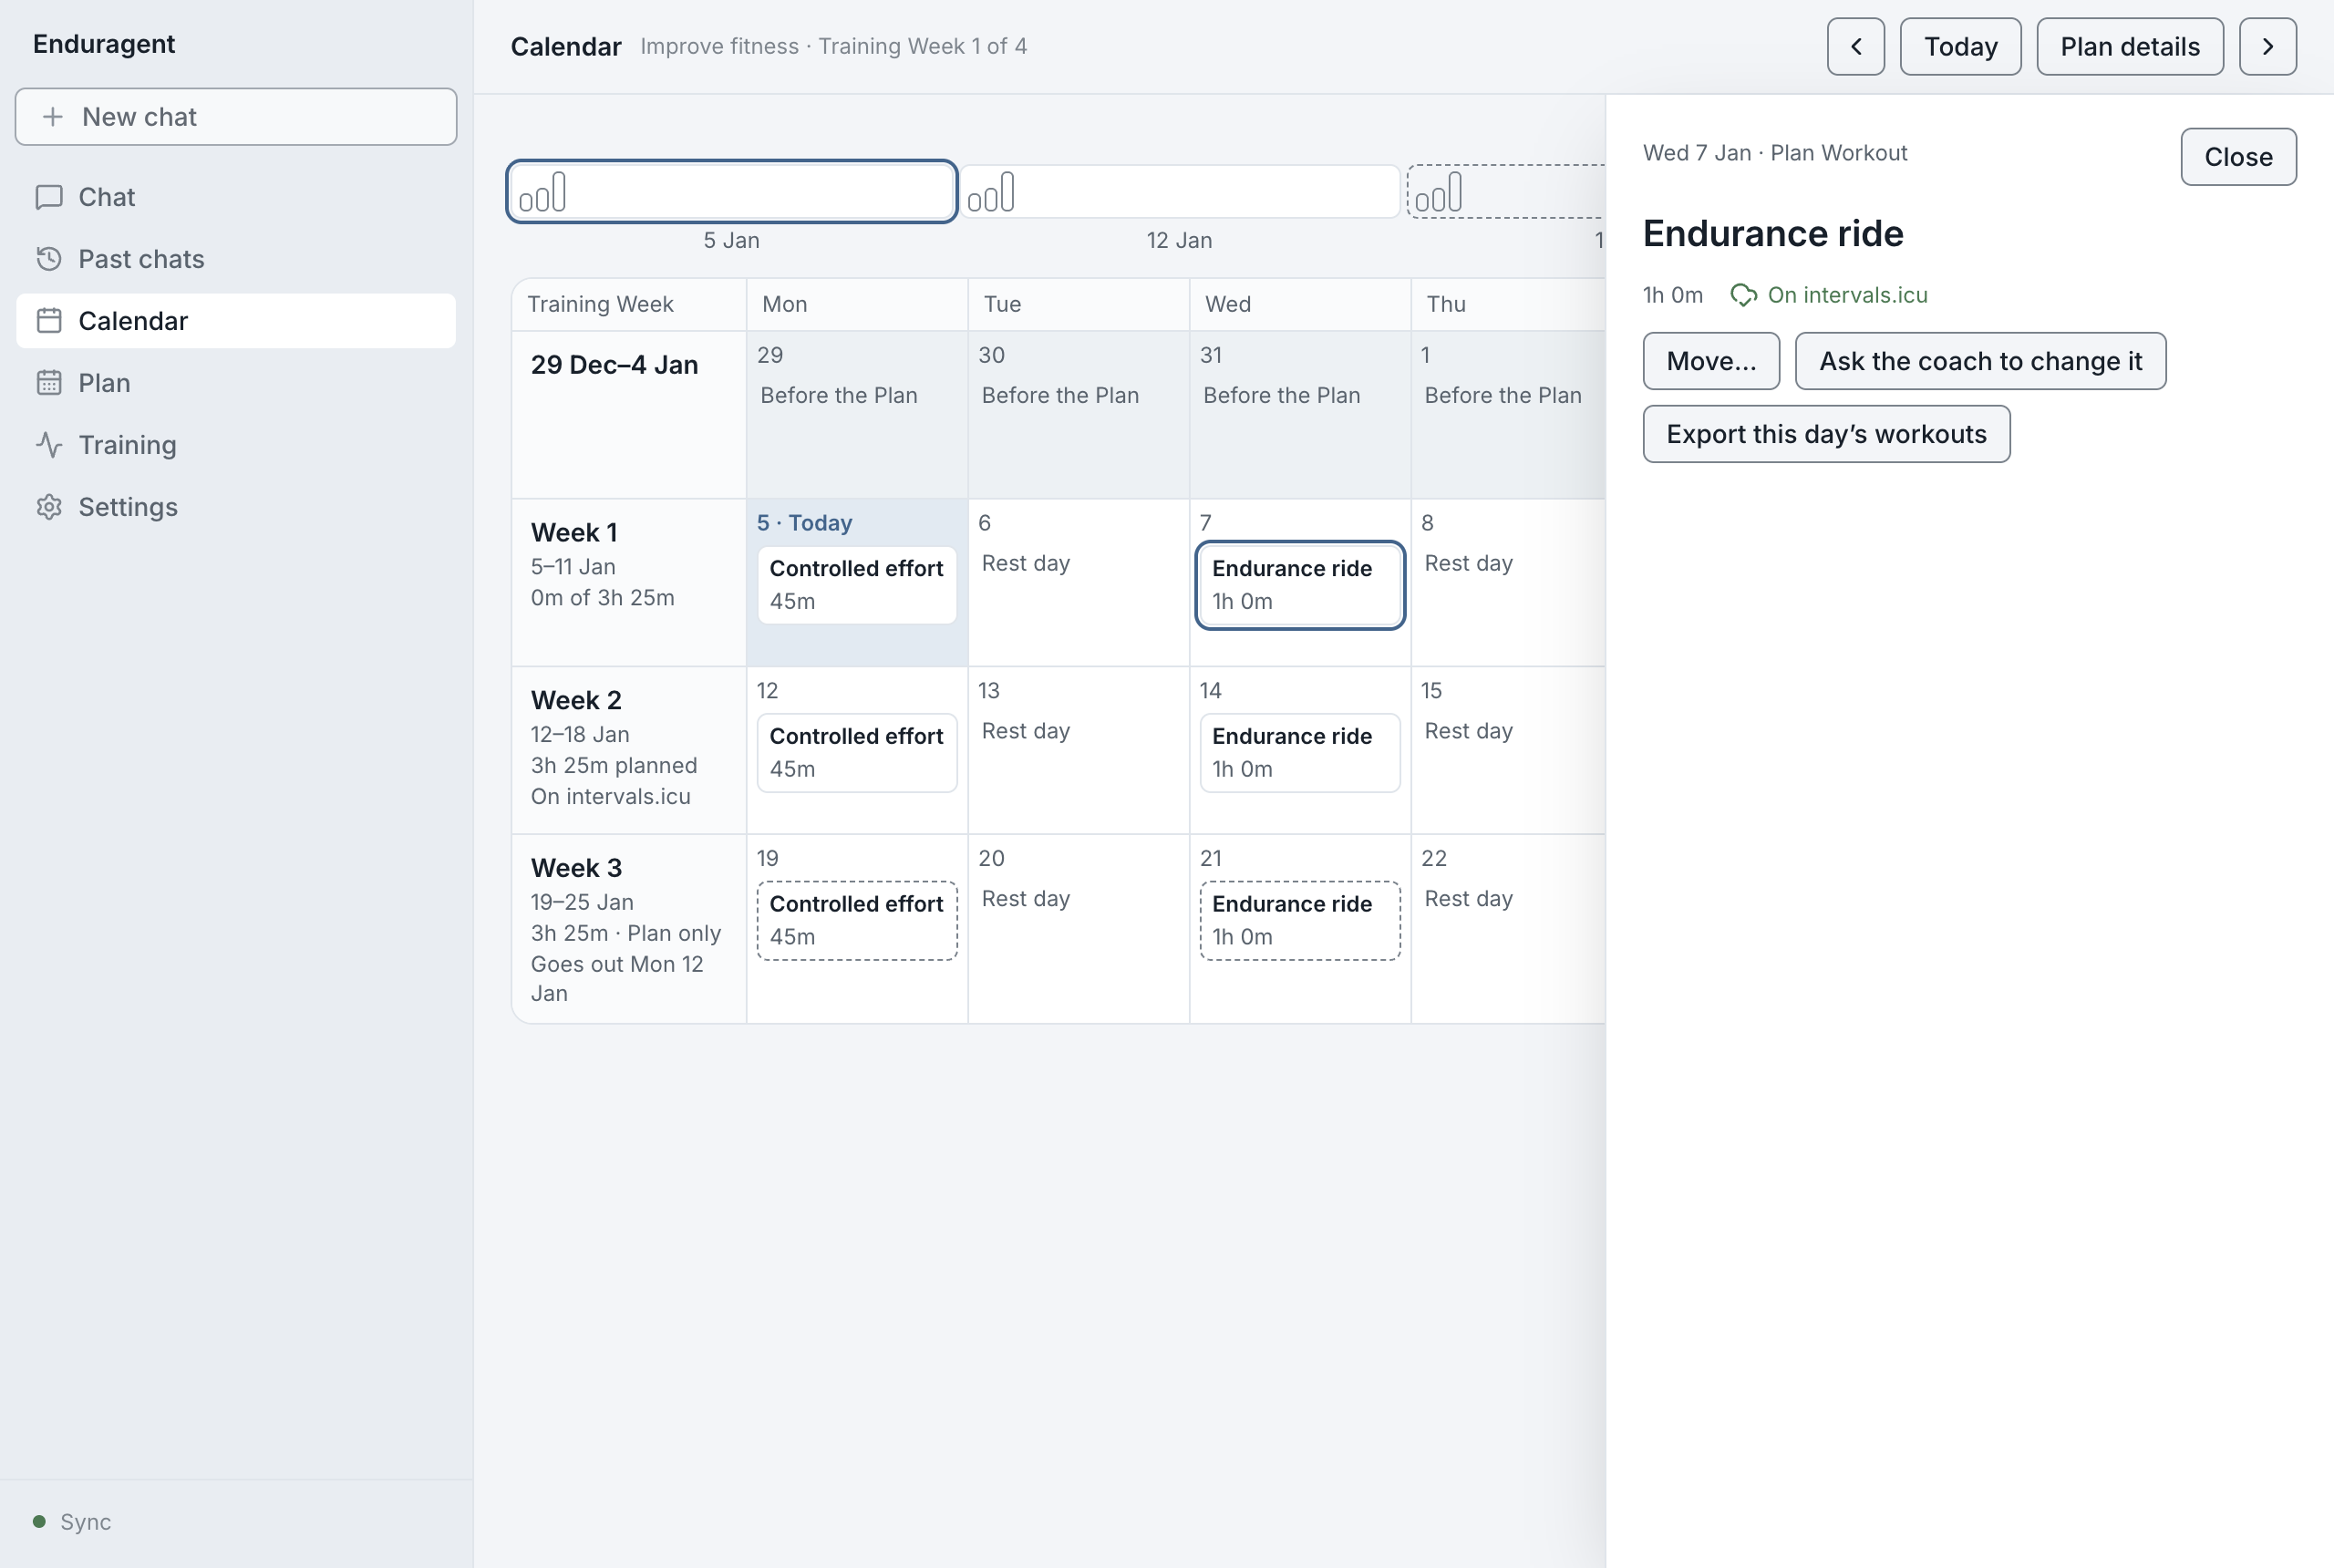 Enduragent
New chat
Chat
Past chats
Calendar
Plan
Training
Settings
Sync
Calendar Improve fitness · Training Week 1 of 4
Today Plan details
5 Jan 12 Jan 1
Training Week Mon Tue Wed Thu
29 Dec–4 Jan
29 30 31 1
Before the Plan Before the Plan Before the Plan Before the Plan
Week 1
5–11 Jan
0m of 3h 25m
5 · Today 6 7 8
Controlled effort Rest day Endurance ride Rest day
45m 1h 0m
Week 2
12–18 Jan
3h 25m planned
On intervals.icu
12 13 14 15
Controlled effort Rest day Endurance ride Rest day
45m 1h 0m
Week 3
19–25 Jan
3h 25m · Plan only
Goes out Mon 12
Jan
19 20 21 22
Controlled effort Rest day Endurance ride Rest day
45m 1h 0m
Wed 7 Jan · Plan Workout
Close
Endurance ride
1h 0m On intervals.icu
Move… Ask the coach to change it
Export this day’s workouts